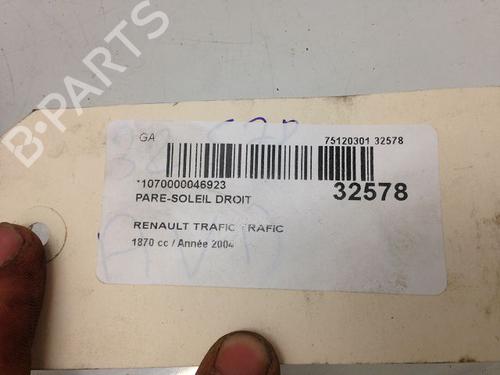 GA
75120301 32578
*1070000046923
32578
PARE-SOLEIL DROIT
RENAULT TRAFIC TRAFIC
1870 cc / Année 2004
B-PARTS